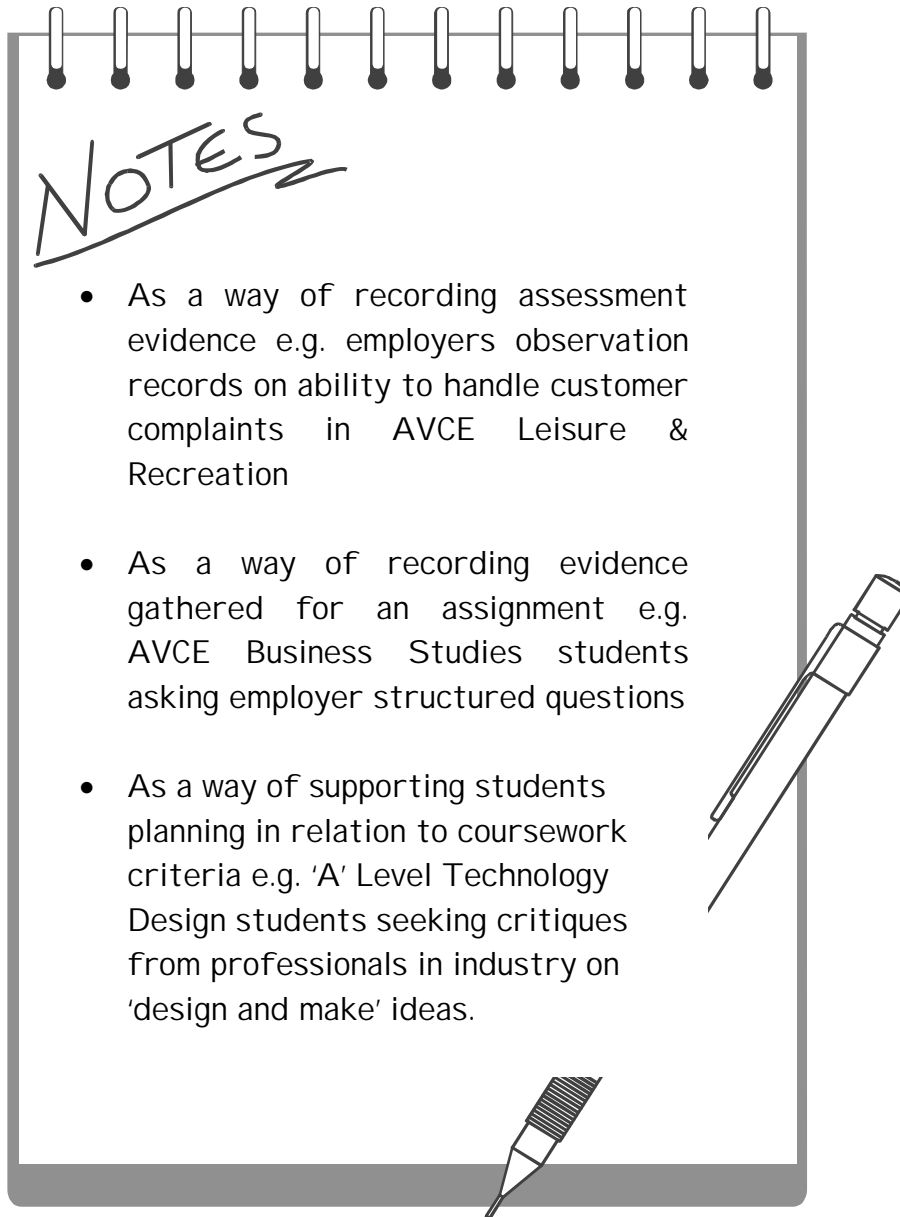 NOTES
• As a way of recording assessment
evidence e.g. employers observation
records on ability to handle customer
complaints in AVCE Leisure &
Recreation
• As a way of recording evidence
gathered for an assignment e.g.
AVCE Business Studies students
asking employer structured questions
• As a way of supporting students
planning in relation to coursework
criteria e.g. ‘A’ Level Technology
Design students seeking critiques
from professionals in industry on
‘design and make’ ideas.